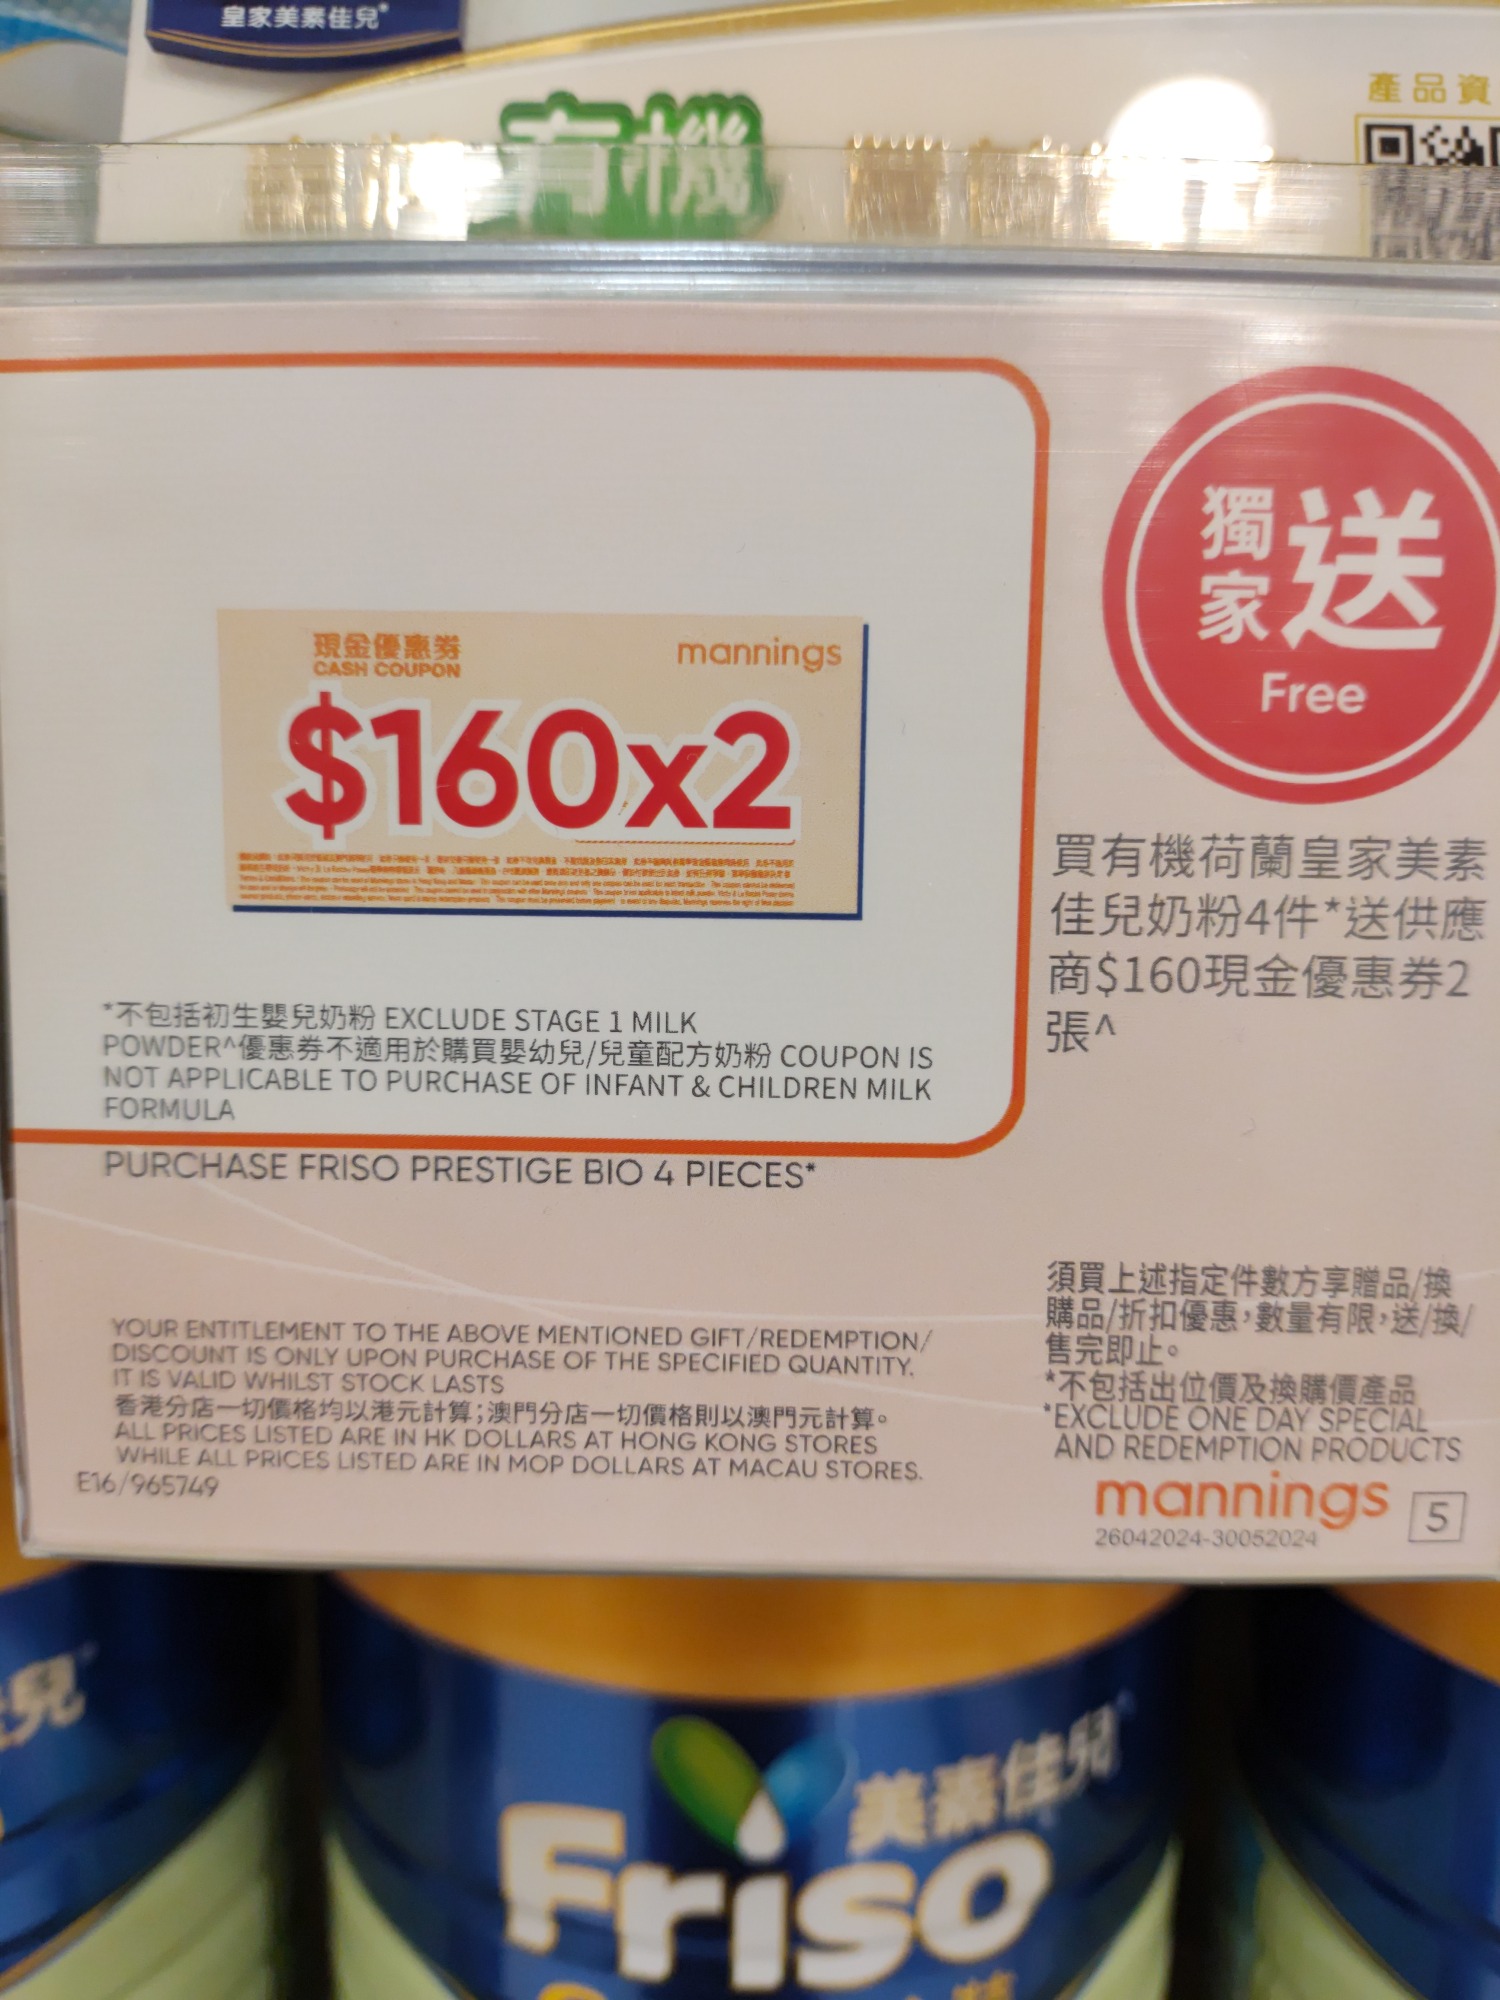 皇家美素佳兒
有機
產品資
現金優惠券
CASH COUPON
mannings
$160x2
獨家送
Free
買有機荷蘭皇家美素
佳兒奶粉4件*送供應
商$160現金優惠券2
張^
*不包括初生嬰兒奶粉 EXCLUDE STAGE 1 MILK
POWDER^優惠券不適用於購買嬰幼兒/兒童配方奶粉 COUPON IS
NOT APPLICABLE TO PURCHASE OF INFANT & CHILDREN MILK
FORMULA
PURCHASE FRISO PRESTIGE BIO 4 PIECES*
YOUR ENTITLEMENT TO THE ABOVE MENTIONED GIFT/REDEMPTION/
DISCOUNT IS ONLY UPON PURCHASE OF THE SPECIFIED QUANTITY.
IT IS VALID WHILST STOCK LASTS
香港分店一切價格均以港元計算;澳門分店一切價格則以澳門元計算。
ALL PRICES LISTED ARE IN HK DOLLARS AT HONG KONG STORES
WHILE ALL PRICES LISTED ARE IN MOP DOLLARS AT MACAU STORES.
E16/965749
須買上述指定件數方享贈品/換
購品/折扣優惠,數量有限,送/換/
售完即止。
*不包括出位價及換購價產品
*EXCLUDE ONE DAY SPECIAL
AND REDEMPTION PRODUCTS
mannings 5
26042024-30052024
兒
美素佳兒
Friso